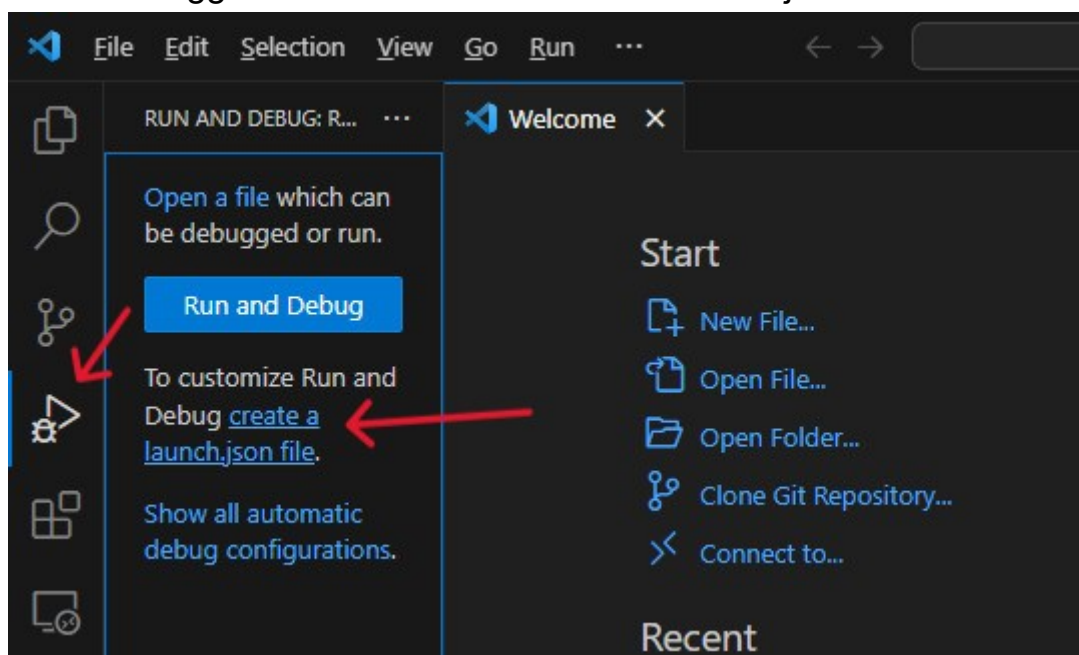 File Edit Selection View Go Run ...
RUN AND DEBUG: R... ...
Welcome
Open a file which can
be debugged or run.
Run and Debug
To customize Run and
Debug create a
launch.json file.
Show all automatic
debug configurations.
Start
New File...
Open File...
Open Folder...
Clone Git Repository...
Connect to...
Recent